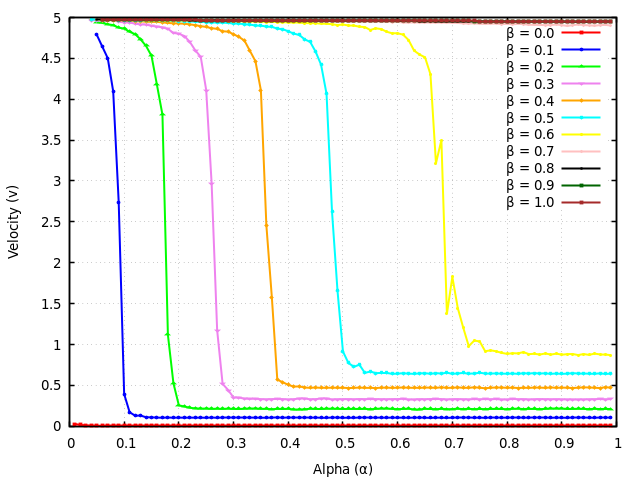 5
4.5
4
3.5
3
2.5
2
1.5
1
0.5
0
Velocity (v)
β = 0.0
β = 0.1
β = 0.2
β = 0.3
β = 0.4
β = 0.5
β = 0.6
β = 0.7
β = 0.8
β = 0.9
β = 1.0
0 0.1 0.2 0.3 0.4 0.5 0.6 0.7 0.8 0.9 1
Alpha (α)